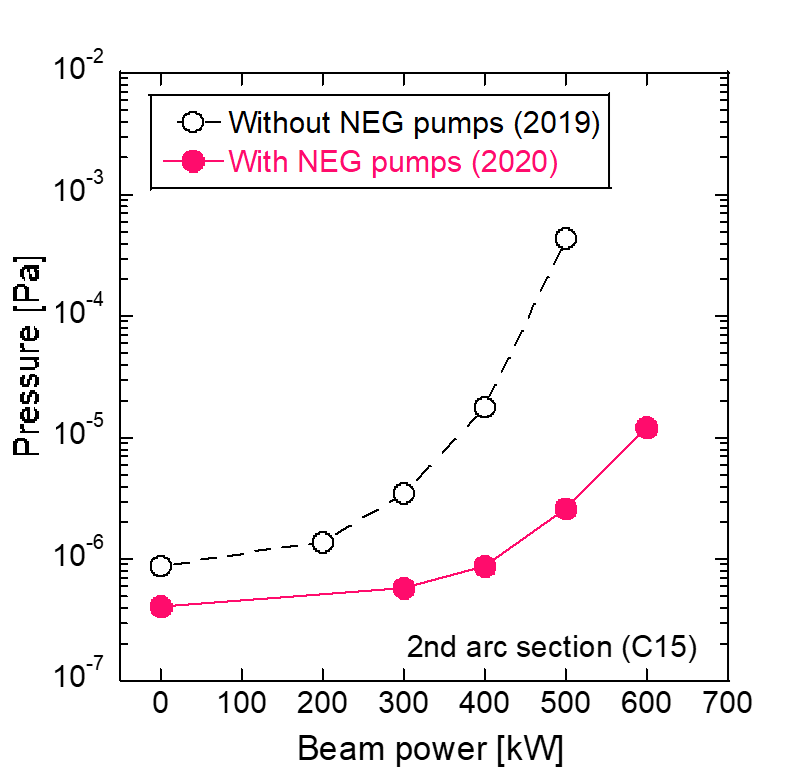 10-2
Without NEG pumps (2019)
With NEG pumps (2020)
10-3
10-4
10-5
10-6
10-7
Pressure [Pa]
2nd arc section (C15)
0 100 200 300 400 500 600 700
Beam power [kW]